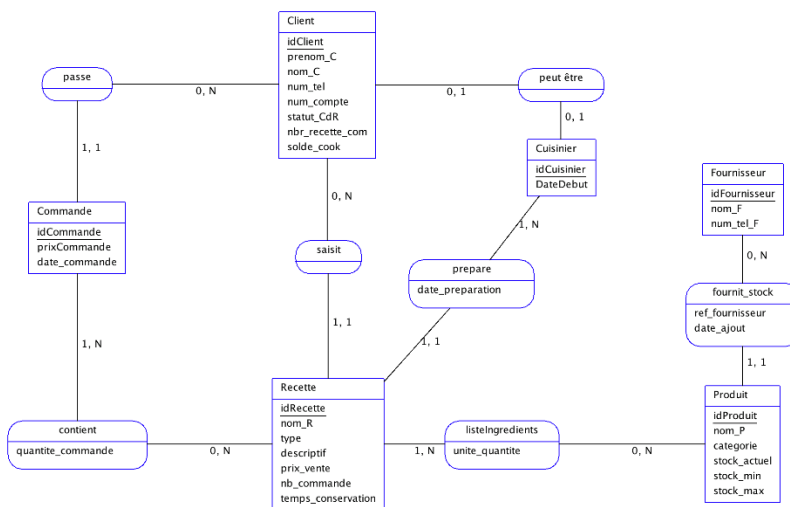 Client
idClient
prenom_C
nom_C
num_tel
num_compte
statut_CdR
nbr_recette_com
solde_cook
passe
0, N
0, 1
peut être
1, 1
0, 1
Cuisinier
idCuisinier
DateDebut
Fournisseur
idFournisseur
nom_F
num_tel_F
Commande
idCommande
prixCommande
date_commande
0, N
1, N
saisit
prepare
date_preparation
0, N
fournit_stock
ref_fournisseur
date_ajout
1, N
1, 1
1, 1
1, 1
Recette
idRecette
nom_R
type
descriptif
prix_vente
nb_commande
temps_conservation
Produit
idProduit
nom_P
categorie
stock_actuel
stock_min
stock_max
contient
quantite_commande
0, N
1, N
listeIngredients
unite_quantite
0, N